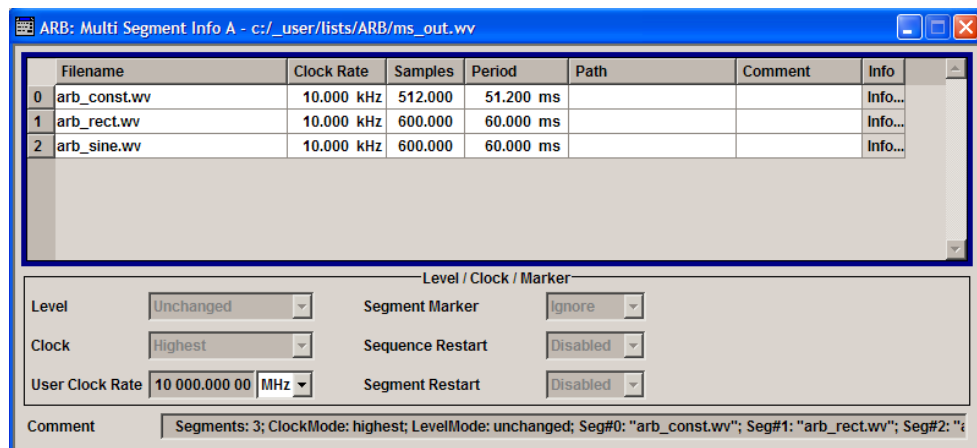 ARB: Multi Segment Info A - c:/_user/lists/ARB/ms_out.wv
Filename Clock Rate Samples Period Path Comment Info
0 arb_const.wv 10.000 kHz 512.000 51.200 ms Info...
1 arb_rect.wv 10.000 kHz 600.000 60.000 ms Info...
2 arb_sine.wv 10.000 kHz 600.000 60.000 ms Info...
Level / Clock / Marker
Level Unchanged Segment Marker Ignore
Clock Highest Sequence Restart Disabled
User Clock Rate 10 000.000 00 MHz Segment Restart Disabled
Comment Segments: 3; ClockMode: highest; LevelMode: unchanged; Seg#0: "arb_const.wv"; Seg#1: "arb_rect.wv"; Seg#2: "a